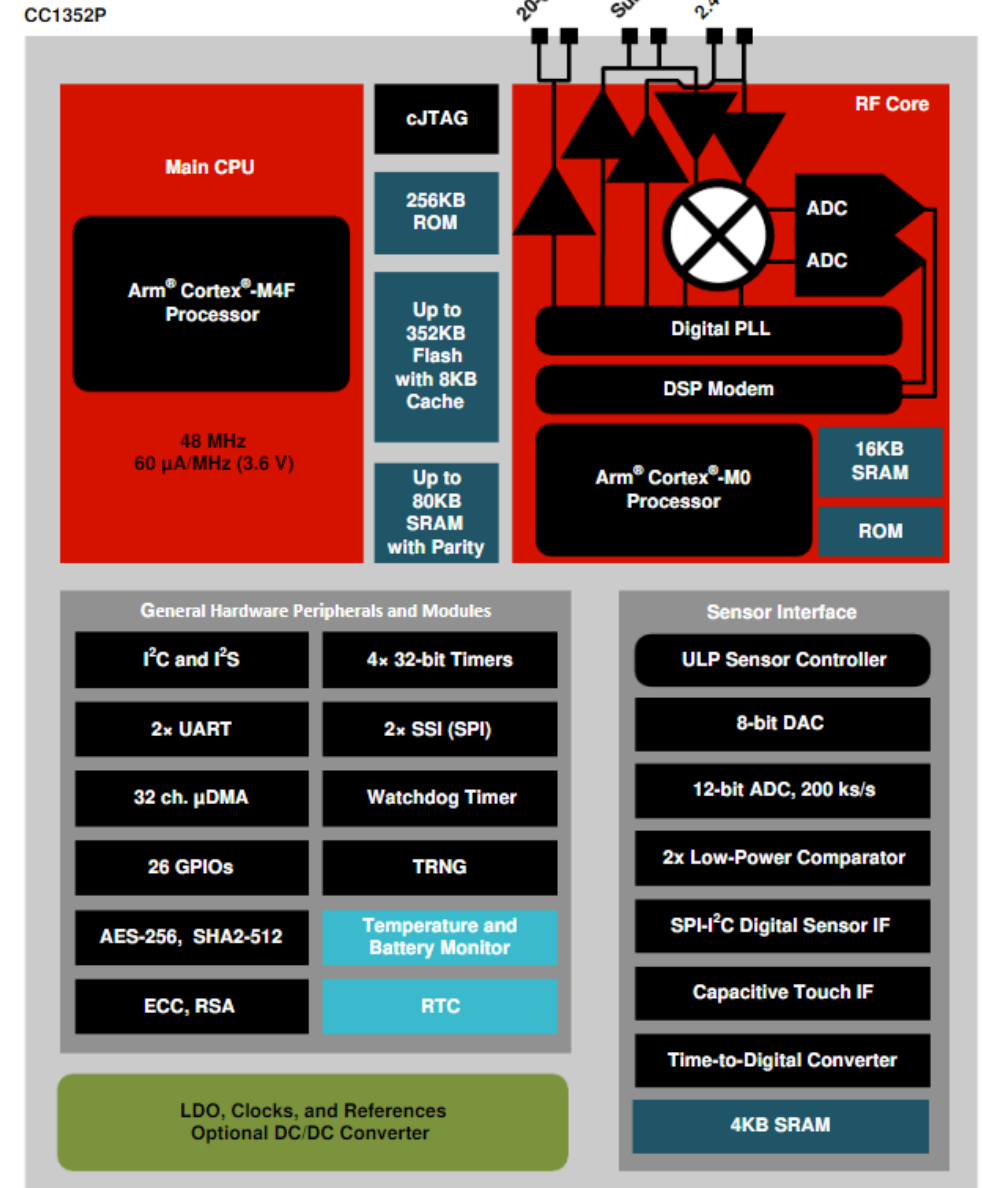 CC1352P
20-
2.4
cJTAG
RF Core
Main CPU
256KB
ROM
ADC
ADC
Arm® Cortex®-M4F
Processor
Up to
352KB
Flash
with 8KB
Cache
Digital PLL
DSP Modem
48 MHz
60 µA/MHz (3.6 V)
Up to
80KB
SRAM
with Parity
Arm® Cortex®-M0
Processor
16KB
SRAM
ROM
General Hardware Peripherals and Modules
I²C and I²S
4× 32-bit Timers
2× UART
2× SSI (SPI)
32 ch. µDMA
Watchdog Timer
26 GPIOs
TRNG
AES-256, SHA2-512
Temperature and
Battery Monitor
ECC, RSA
RTC
LDO, Clocks, and References
Optional DC/DC Converter
Sensor Interface
ULP Sensor Controller
8-bit DAC
12-bit ADC, 200 ks/s
2x Low-Power Comparator
SPI-I²C Digital Sensor IF
Capacitive Touch IF
Time-to-Digital Converter
4KB SRAM